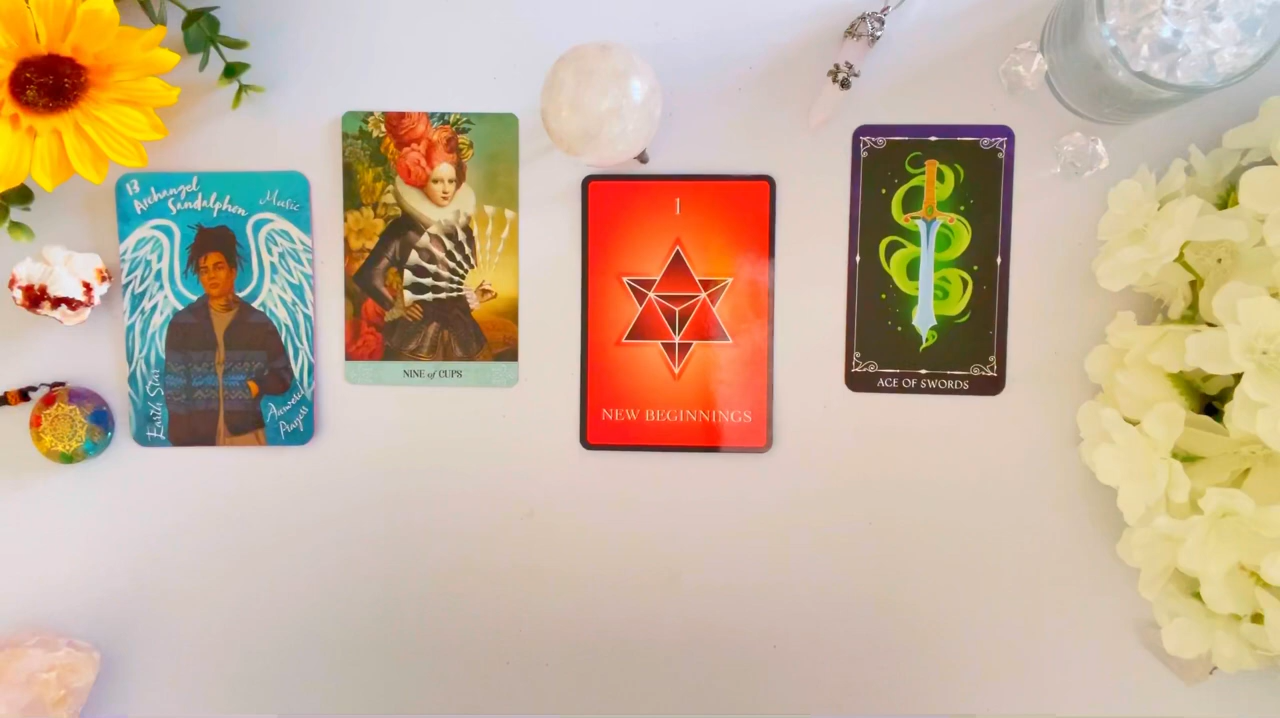 13
Archangel
Sandalphon
Music
Earth Star
Answered
Prayers
NINE of CUPS
1
NEW BEGINNINGS
ACE OF SWORDS